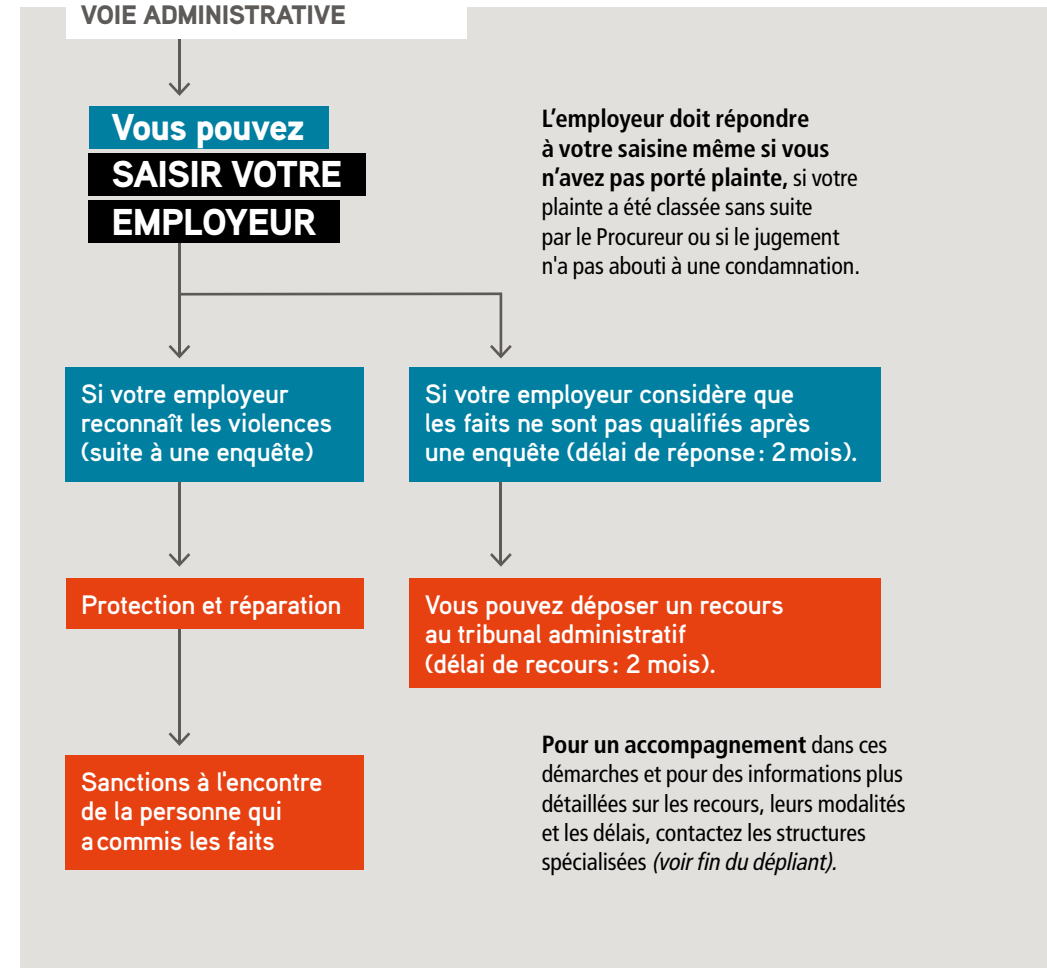 VOIE ADMINISTRATIVE
Vous pouvez
SAISIR VOTRE
EMPLOYEUR
L’employeur doit répondre
à votre saisine même si vous
n’avez pas porté plainte, si votre
plainte a été classée sans suite
par le Procureur ou si le jugement
n'a pas abouti à une condamnation.
Si votre employeur
reconnaît les violences
(suite à une enquête)
Si votre employeur considère que
les faits ne sont pas qualifiés après
une enquête (délai de réponse : 2 mois).
Protection et réparation
Vous pouvez déposer un recours
au tribunal administratif
(délai de recours : 2 mois).
Sanctions à l'encontre
de la personne qui
a commis les faits
Pour un accompagnement dans ces
démarches et pour des informations plus
détaillées sur les recours, leurs modalités
et les délais, contactez les structures
spécialisées (voir fin du dépliant).